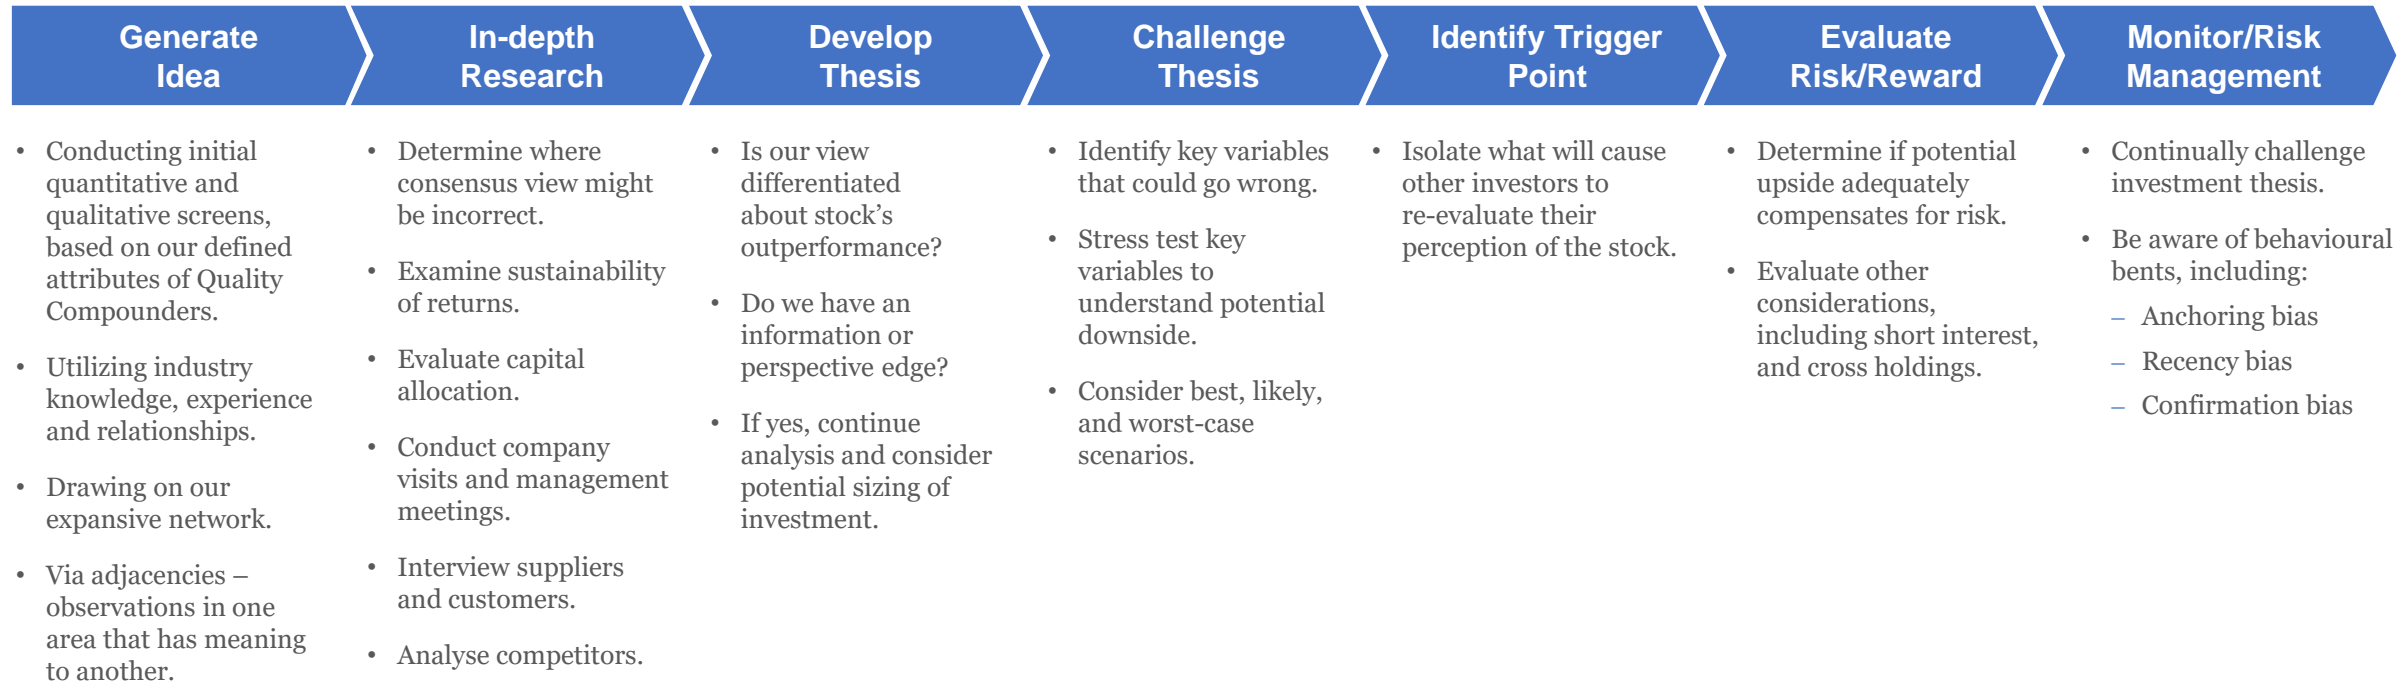 Generate
Idea
In-depth
Research
Develop
Thesis
Challenge
Thesis
Identify Trigger
Point
Evaluate
Risk/Reward
Monitor/Risk
Management
• Conducting initial
quantitative and
qualitative screens,
based on our defined
attributes of Quality
Compounders.
• Utilizing industry
knowledge, experience
and relationships.
• Drawing on our
expansive network.
• Via adjacencies –
observations in one
area that has meaning
to another.
• Determine where
consensus view might
be incorrect.
• Examine sustainability
of returns.
• Evaluate capital
allocation.
• Conduct company
visits and management
meetings.
• Interview suppliers
and customers.
• Analyse competitors.
• Is our view
differentiated
about stock’s
outperformance?
• Do we have an
information or
perspective edge?
• If yes, continue
analysis and consider
potential sizing of
investment.
• Identify key variables
that could go wrong.
• Stress test key
variables to
understand potential
downside.
• Consider best, likely,
and worst-case
scenarios.
• Isolate what will cause
other investors to
re-evaluate their
perception of the stock.
• Determine if potential
upside adequately
compensates for risk.
• Evaluate other
considerations,
including short interest,
and cross holdings.
• Continually challenge
investment thesis.
• Be aware of behavioural
bents, including:
– Anchoring bias
– Recency bias
– Confirmation bias